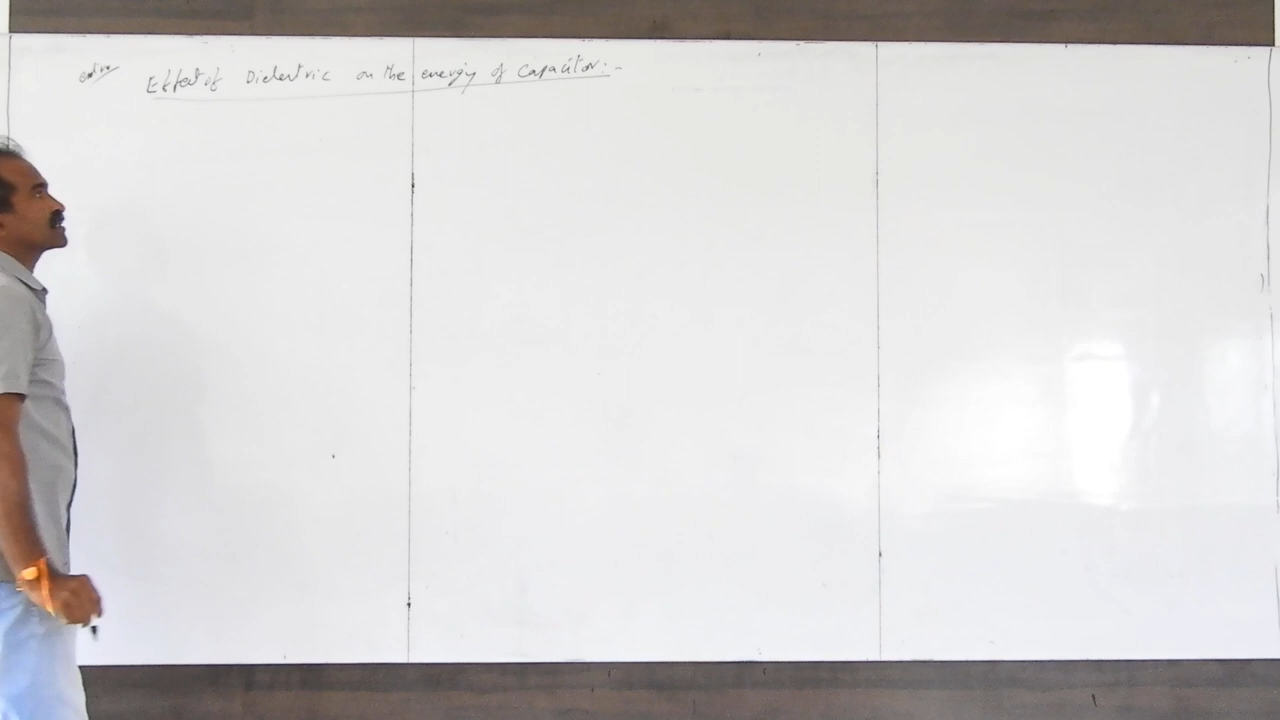 Effect of Dielectric on the energy of Capacitor:-